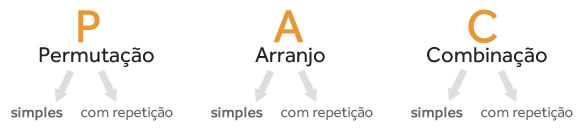 P A C
Permutação Arranjo Combinação
simples com repetição simples com repetição simples com repetição